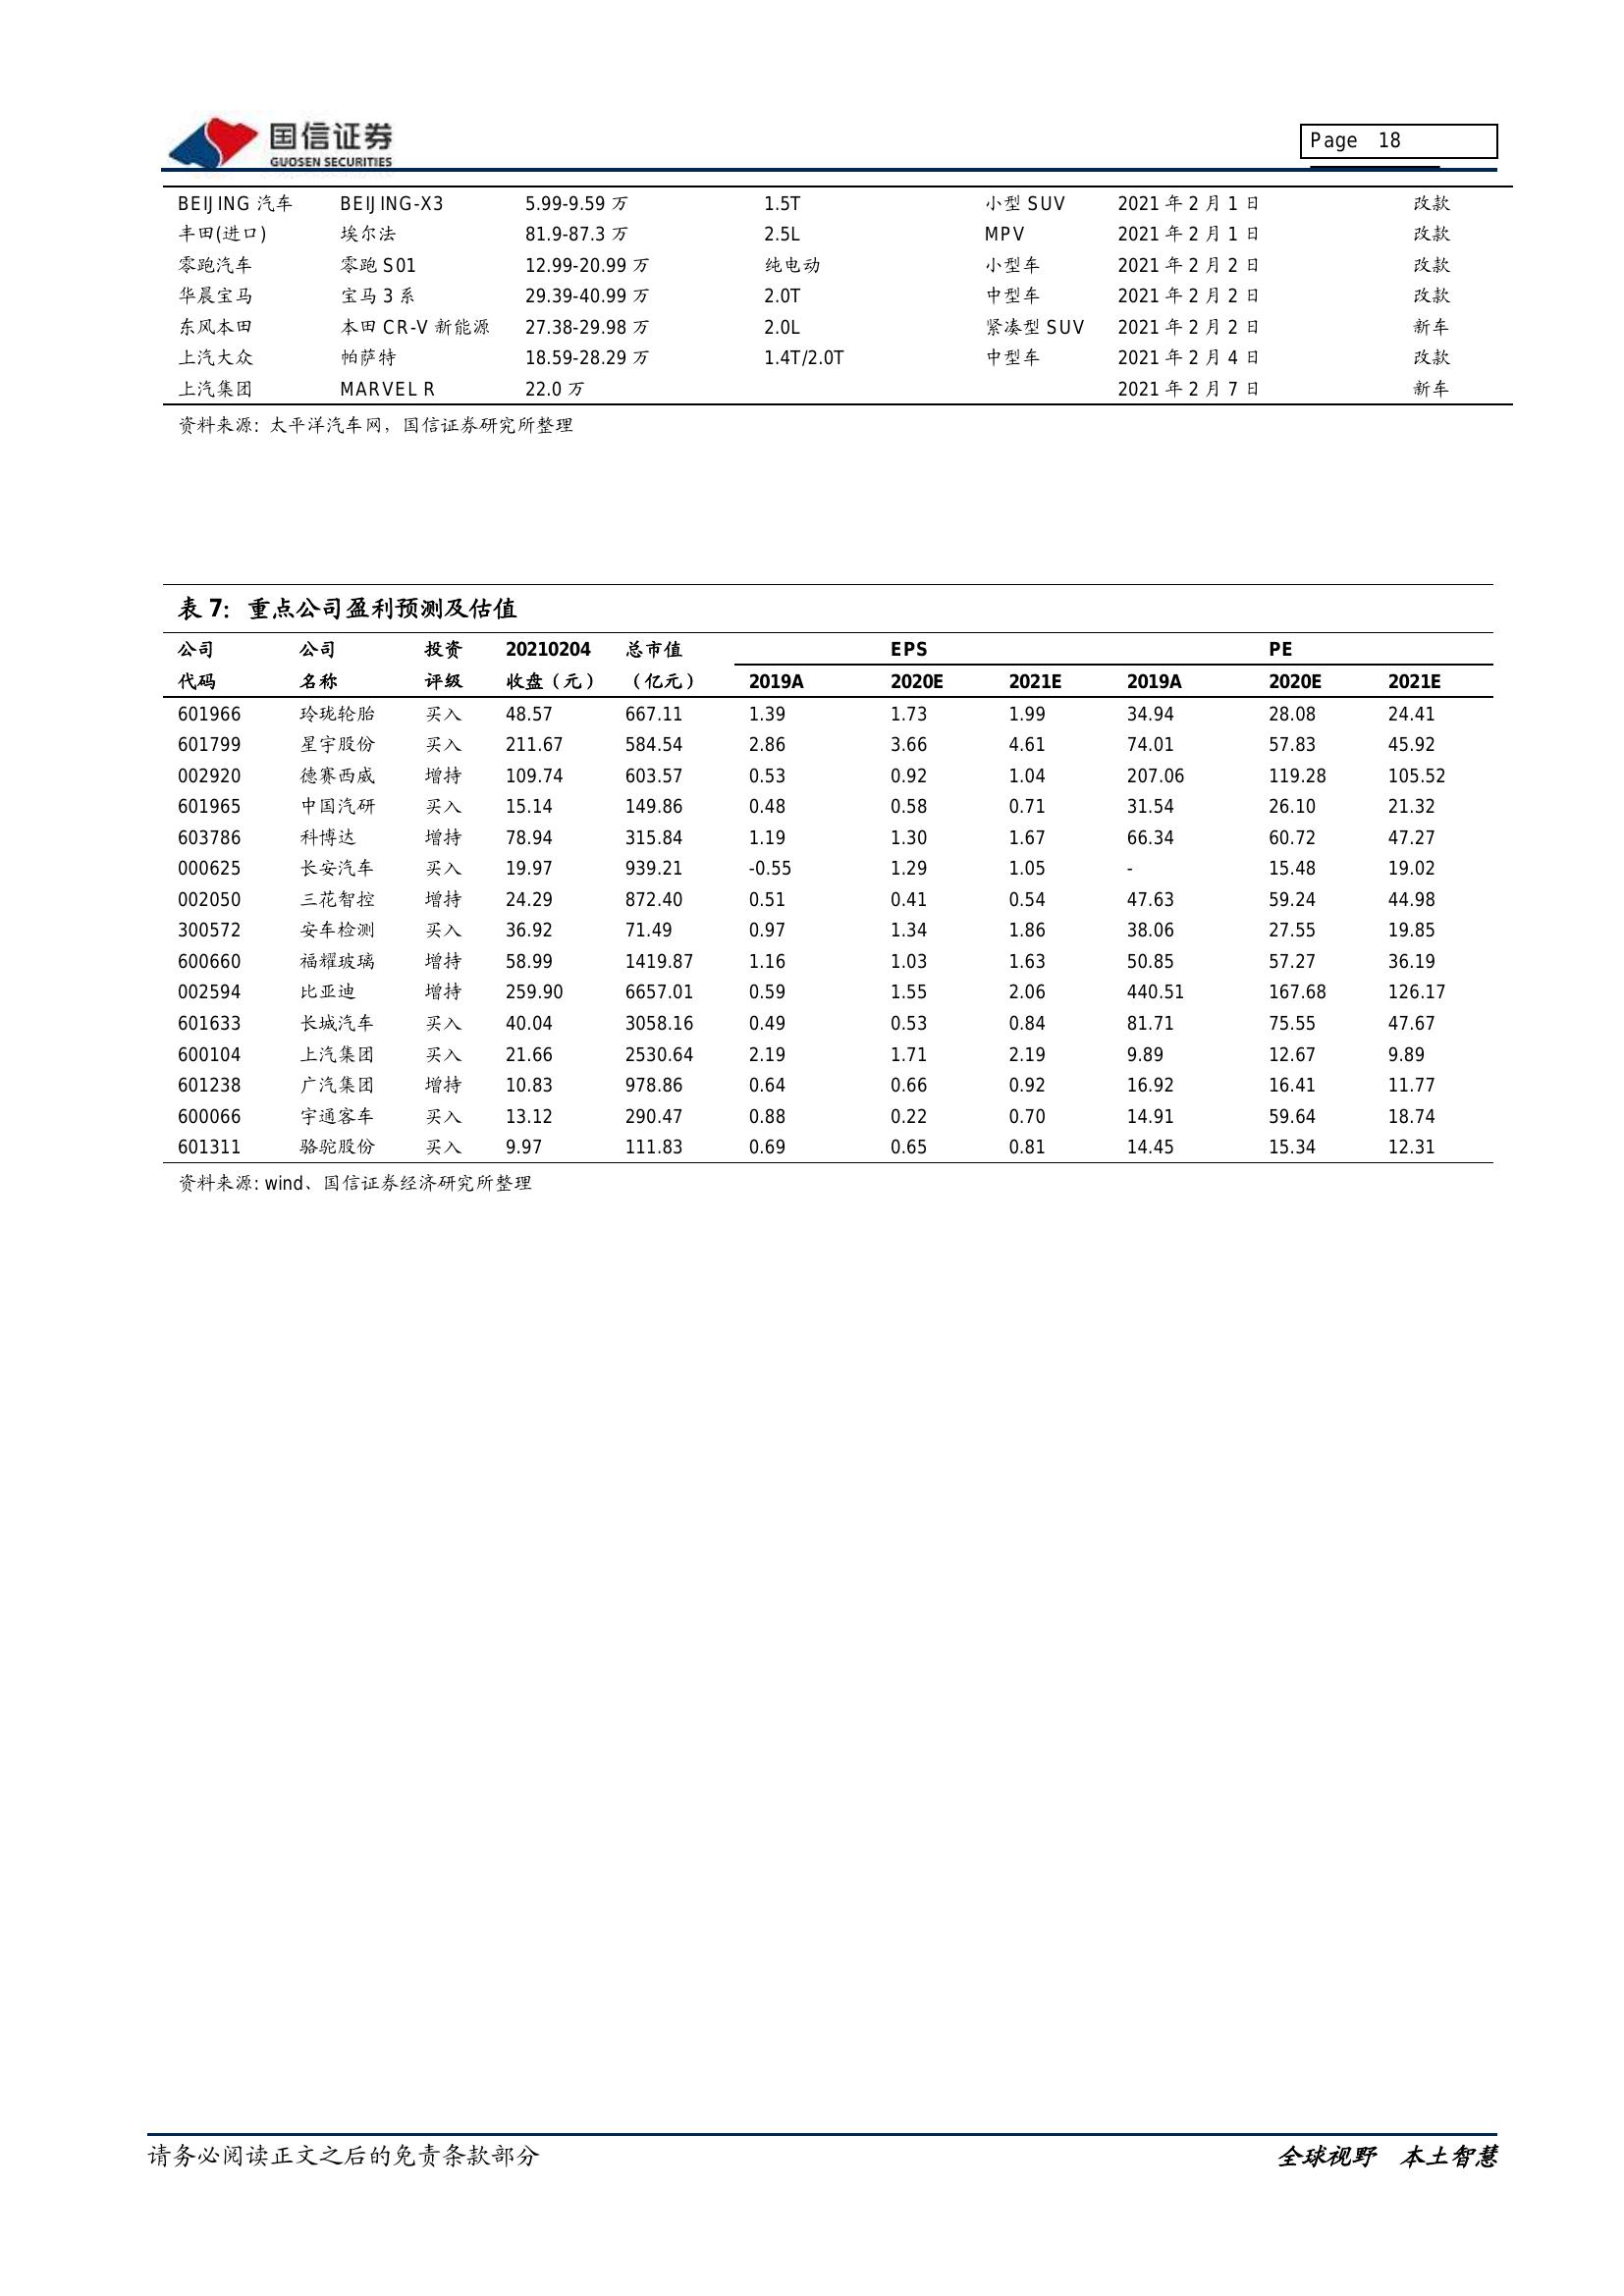 国信证券
GUOSEN SECURITIES
Page 18
BEIJING 汽车 BEIJING-X3 5.99-9.59 万 1.5T 小型 SUV 2021 年 2 月 1 日 改款
丰田(进口) 埃尔法 81.9-87.3 万 2.5L MPV 2021 年 2 月 1 日 改款
零跑汽车 零跑 S01 12.99-20.99 万 纯电动 小型车 2021 年 2 月 2 日 改款
华晨宝马 宝马 3 系 29.39-40.99 万 2.0T 中型车 2021 年 2 月 2 日 改款
东风本田 本田 CR-V 新能源 27.38-29.98 万 2.0L 紧凑型 SUV 2021 年 2 月 2 日 新车
上汽大众 帕萨特 18.59-28.29 万 1.4T/2.0T 中型车 2021 年 2 月 4 日 改款
上汽集团 MARVEL R 22.0 万 2021 年 2 月 7 日 新车
资料来源: 太平洋汽车网，国信证券研究所整理
表 7：重点公司盈利预测及估值
公司 公司 投资 20210204 总市值 EPS PE
代码 名称 评级 收盘（元） （亿元） 2019A 2020E 2021E 2019A 2020E 2021E
601966 玲珑轮胎 买入 48.57 667.11 1.39 1.73 1.99 34.94 28.08 24.41
601799 星宇股份 买入 211.67 584.54 2.86 3.66 4.61 74.01 57.83 45.92
002920 德赛西威 增持 109.74 603.57 0.53 0.92 1.04 207.06 119.28 105.52
601965 中国汽研 买入 15.14 149.86 0.48 0.58 0.71 31.54 26.10 21.32
603786 科博达 增持 78.94 315.84 1.19 1.30 1.67 66.34 60.72 47.27
000625 长安汽车 买入 19.97 939.21 -0.55 1.29 1.05 - 15.48 19.02
002050 三花智控 增持 24.29 872.40 0.51 0.41 0.54 47.63 59.24 44.98
300572 安车检测 买入 36.92 71.49 0.97 1.34 1.86 38.06 27.55 19.85
600660 福耀玻璃 增持 58.99 1419.87 1.16 1.03 1.63 50.85 57.27 36.19
002594 比亚迪 增持 259.90 6657.01 0.59 1.55 2.06 440.51 167.68 126.17
601633 长城汽车 买入 40.04 3058.16 0.49 0.53 0.84 81.71 75.55 47.67
600104 上汽集团 买入 21.66 2530.64 2.19 1.71 2.19 9.89 12.67 9.89
601238 广汽集团 增持 10.83 978.86 0.64 0.66 0.92 16.92 16.41 11.77
600066 宇通客车 买入 13.12 290.47 0.88 0.22 0.70 14.91 59.64 18.74
601311 骆驼股份 买入 9.97 111.83 0.69 0.65 0.81 14.45 15.34 12.31
资料来源: wind、国信证券经济研究所整理
请务必阅读正文之后的免责条款部分 全球视野 本土智慧